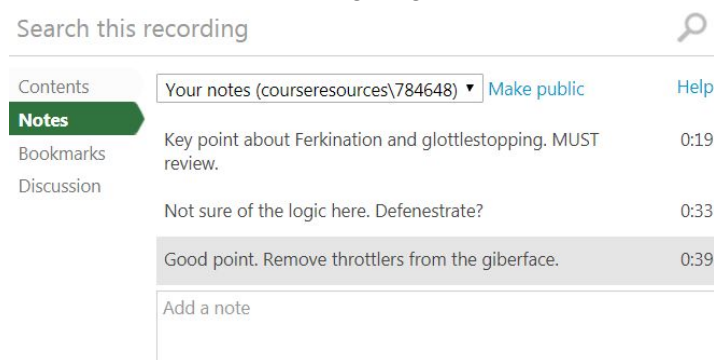 Search this recording
Contents
Notes
Bookmarks
Discussion
Your notes (courseresources\784648) Make public Help
Key point about Ferkination and glottlestopping. MUST 0:19
review.
Not sure of the logic here. Defenestrate? 0:33
Good point. Remove throttlers from the giberface. 0:39
Add a note